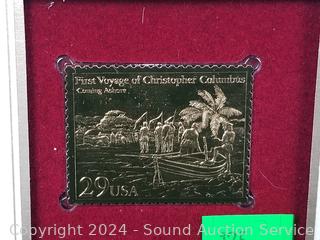 First Voyage of Christopher Columbus
Coming Ashore
29USA
Copyright 2024 - Sound Auction Service